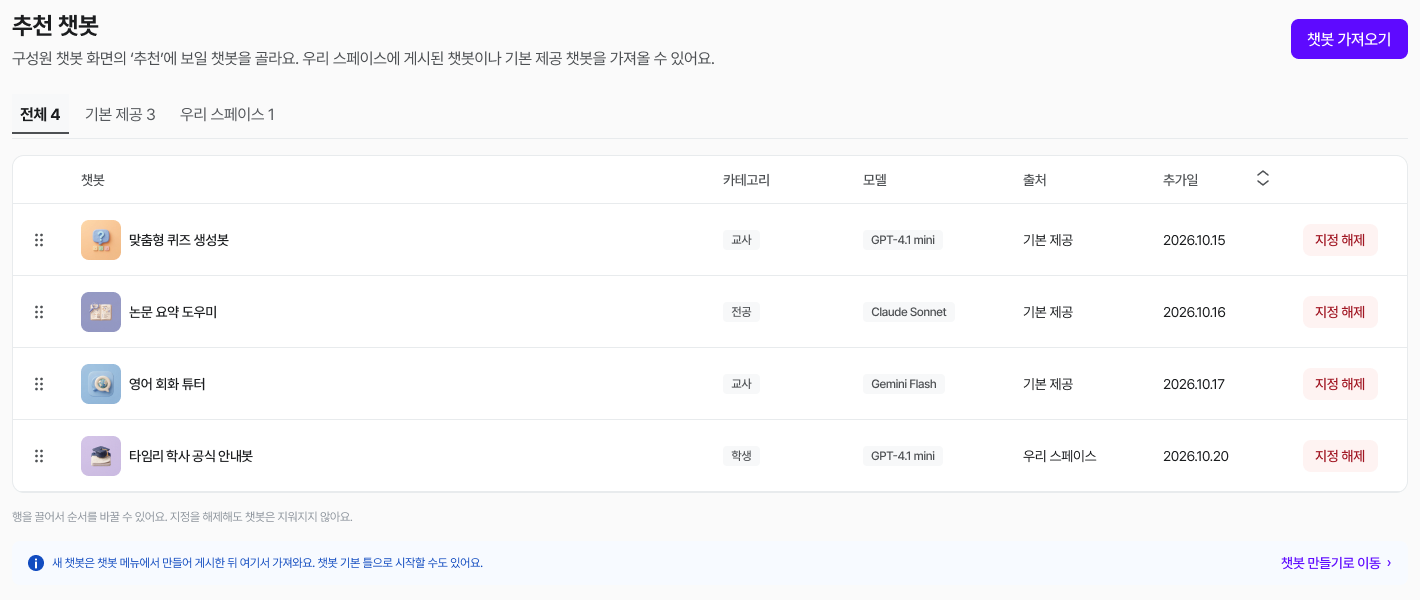 추천 챗봇
구성원 챗봇 화면의 ‘추천’에 보일 챗봇을 골라요. 우리 스페이스에 게시된 챗봇이나 기본 제공 챗봇을 가져올 수 있어요.
챗봇 가져오기
전체 4 기본 제공 3 우리 스페이스 1
챗봇 카테고리 모델 출처 추가일
맞춤형 퀴즈 생성봇 교사 GPT-4.1 mini 기본 제공 2026.10.15 지정 해제
논문 요약 도우미 전공 Claude Sonnet 기본 제공 2026.10.16 지정 해제
영어 회화 튜터 교사 Gemini Flash 기본 제공 2026.10.17 지정 해제
타임리 학사 공식 안내봇 학생 GPT-4.1 mini 우리 스페이스 2026.10.20 지정 해제
행을 끌어서 순서를 바꿀 수 있어요. 지정을 해제해도 챗봇은 지워지지 않아요.
새 챗봇은 챗봇 메뉴에서 만들어 게시한 뒤 여기서 가져와요. 챗봇 기본 틀으로 시작할 수도 있어요.
챗봇 만들기로 이동 ›